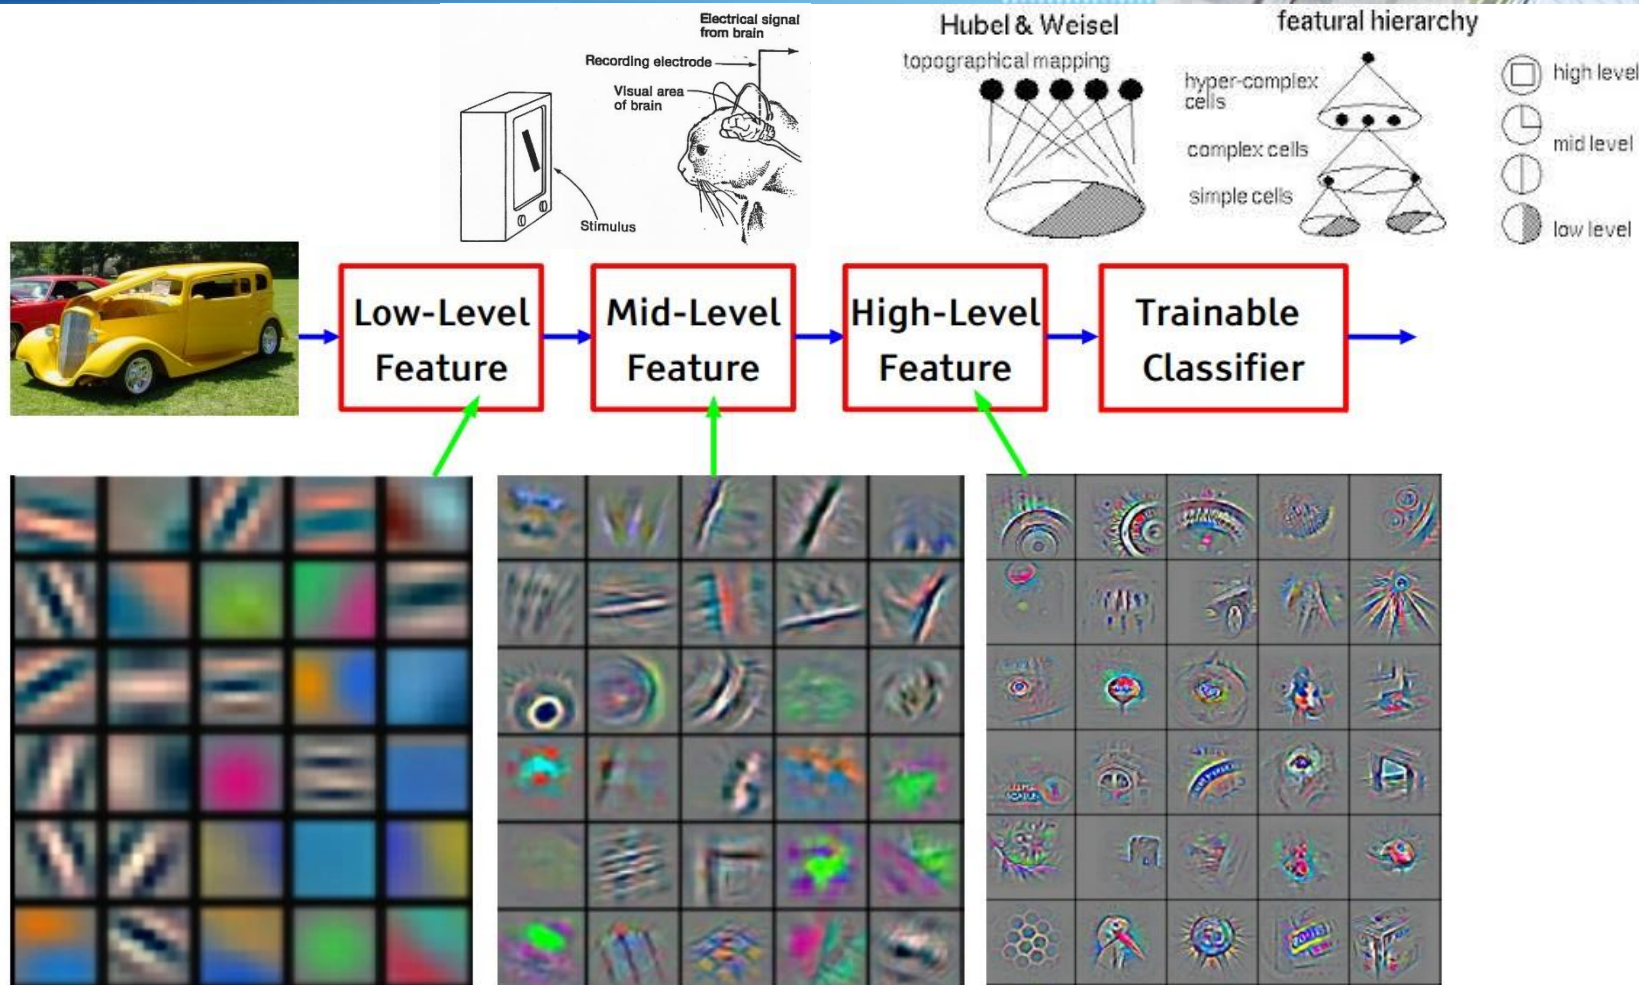 Electrical signal
from brain
Recording electrode
Visual area
of brain
Stimulus
Hubel & Weisel
topographical mapping
featural hierarchy
hyper-complex
cells
complex cells
simple cells
high level
mid level
low level
Low-Level
Feature
Mid-Level
Feature
High-Level
Feature
Trainable
Classifier